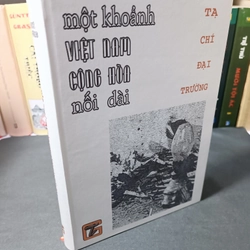 một khoảnh
VIỆT NAM
CỘNG HÒA
nối dài
TẠ
CHÍ
ĐẠI
TRƯỜNG